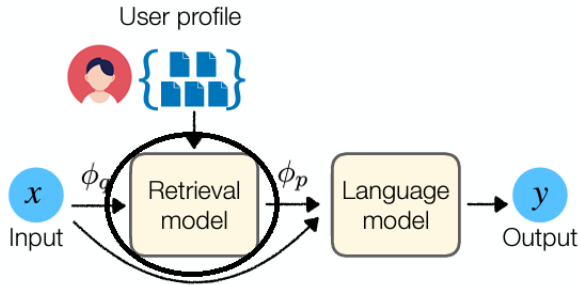 User profile
x
ϕq
Retrieval
model
ϕp
Language
model
y
Input
Output